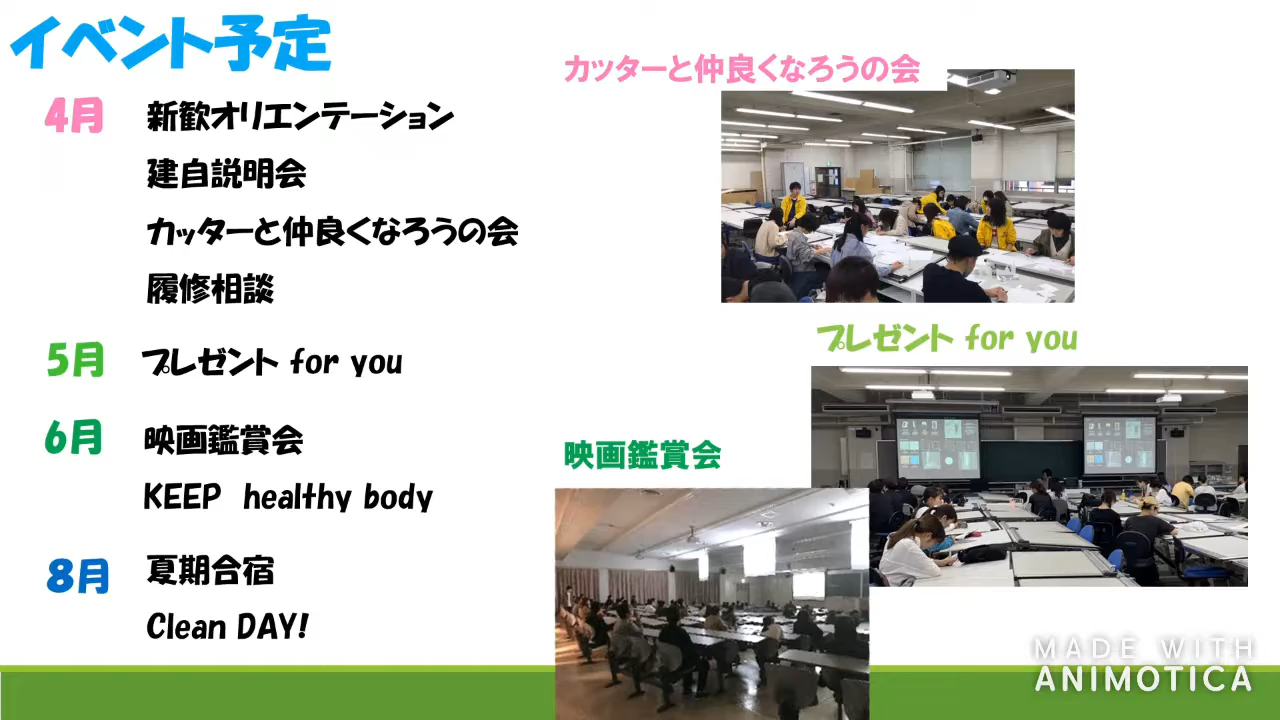 イベント予定
4月
新歓オリエンテーション
建自説明会
カッターと仲良くなろうの会
履修相談
5月
プレゼント for you
6月
映画鑑賞会
KEEP healthy body
8月
夏期合宿
Clean DAY!
カッターと仲良くなろうの会
プレゼント for you
映画鑑賞会
MADE WITH
ANIMOTICA